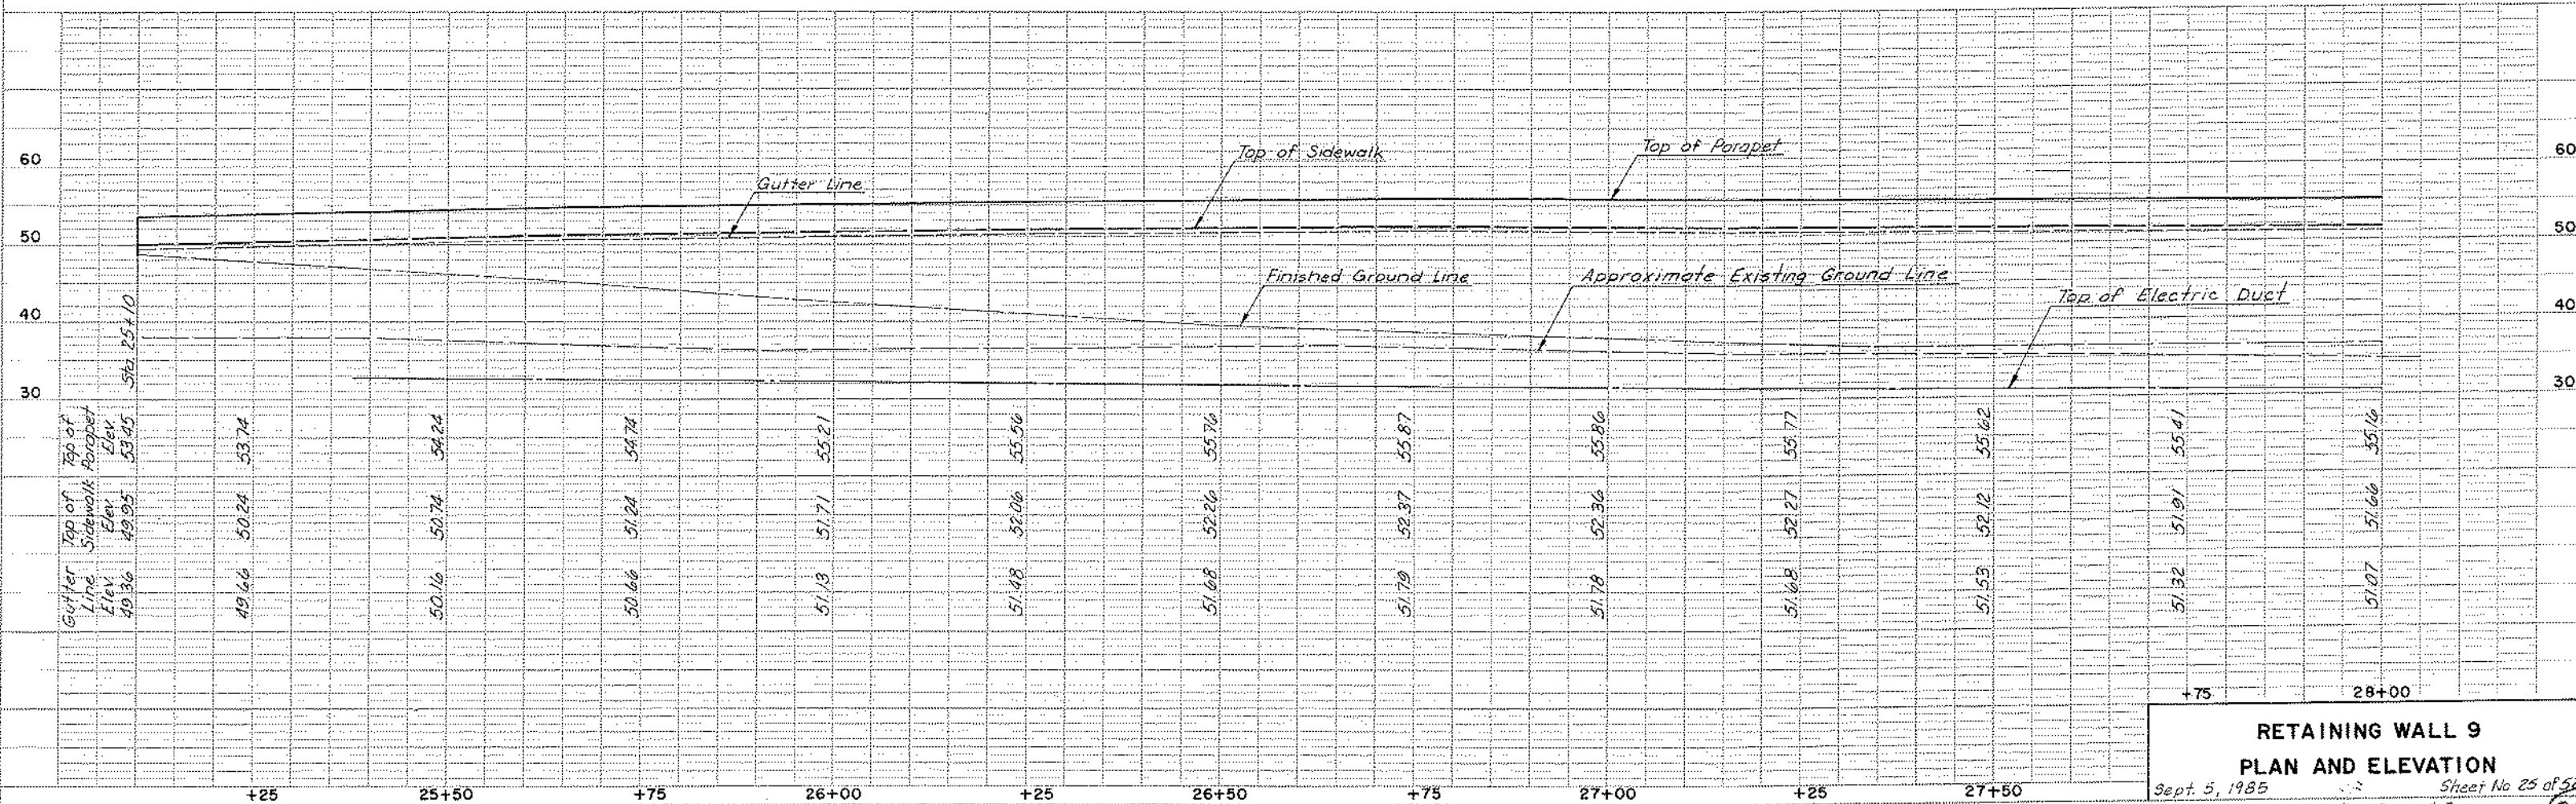 60
50
40
30
60
50
40
30
Gutter Line
Top of Sidewalk
Top of Parapet
Finished Ground Line
Approximate Existing Ground Line
Top of Electric Duct
Sta. 25+10
Top of Parapet Elev.
53.45 53.74 54.24 54.74 55.21 55.56 55.76 55.87 55.86 55.77 55.62 55.41 55.16
Top of Sidewalk Elev.
49.95 50.24 50.74 51.24 51.71 52.06 52.26 52.37 52.36 52.27 52.12 51.91 51.66
Gutter Line Elev.
49.36 49.66 50.16 50.66 51.13 51.48 51.68 51.79 51.78 51.68 51.53 51.32 51.07
+25 25+50 +75 26+00 +25 26+50 +75 27+00 +25 27+50 +75 28+00
RETAINING WALL 9
PLAN AND ELEVATION
Sept. 5, 1985
Sheet No 25 of